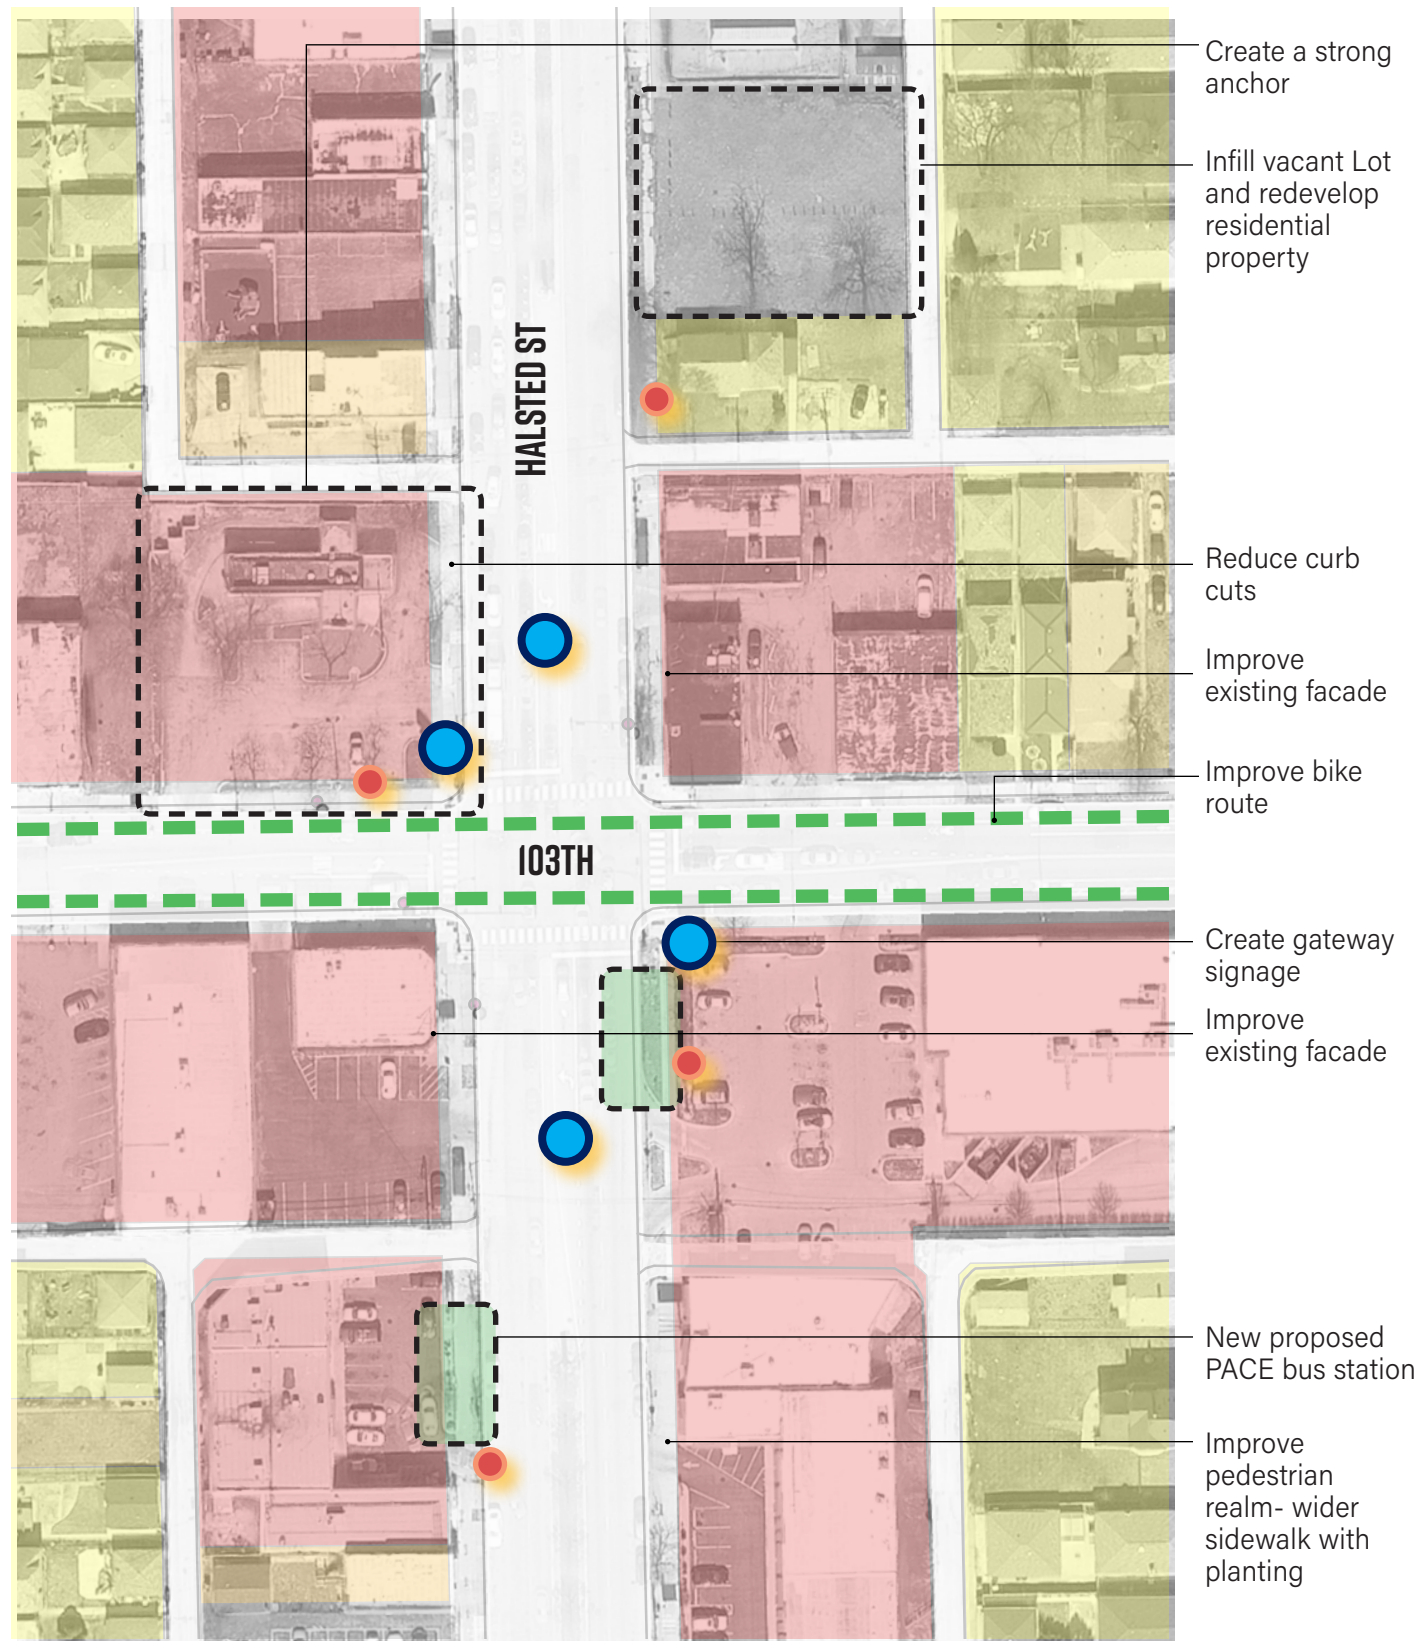 Create a strong
anchor
Infill vacant Lot
and redevelop
residential
property
HALSTED ST
Reduce curb
cuts
Improve
existing facade
Improve bike
route
103TH
Create gateway
signage
Improve
existing facade
New proposed
PACE bus station
Improve
pedestrian
realm- wider
sidewalk with
planting